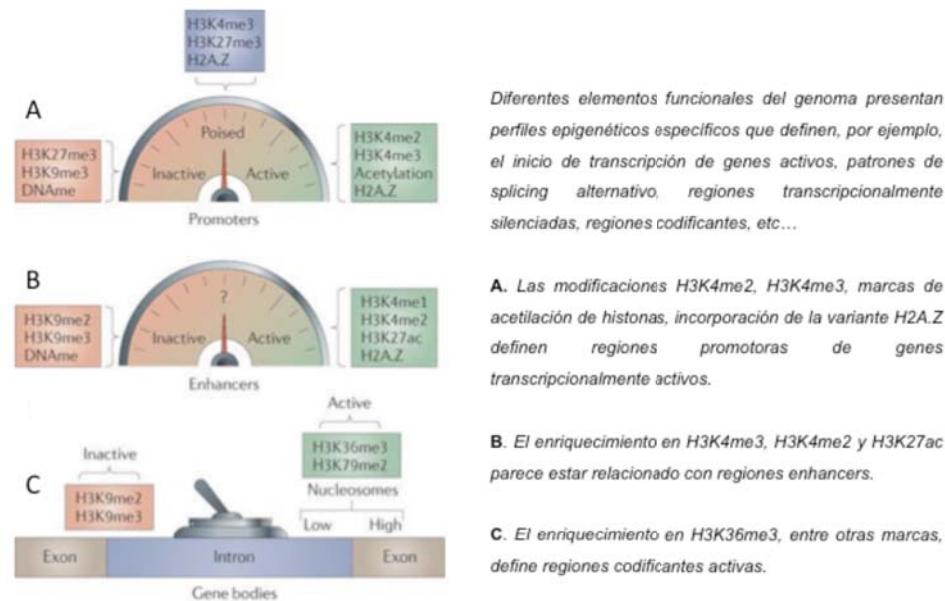 H3K4me3
H3K27me3
H2A.Z
A
Poised
Inactive
Active
H3K27me3
H3K9me3
DNAme
H3K4me2
H3K4me3
Acetylation
H2A.Z
Promoters
B
?
Inactive
Active
H3K9me2
H3K9me3
DNAme
H3K4me1
H3K4me2
H3K27ac
H2A.Z
Enhancers
C
Inactive
H3K9me2
H3K9me3
Active
H3K36me3
H3K79me2
Nucleosomes
Low
High
Exon
Intron
Exon
Gene bodies
Diferentes elementos funcionales del genoma presentan
perfiles epigenéticos específicos que definen, por ejemplo,
el inicio de transcripción de genes activos, patrones de
splicing alternativo, regiones transcripcionalmente
silenciadas, regiones codificantes, etc…
A. Las modificaciones H3K4me2, H3K4me3, marcas de
acetilación de histonas, incorporación de la variante H2A.Z
definen regiones promotoras de genes
transcripcionalmente activos.
B. El enriquecimiento en H3K4me3, H3K4me2 y H3K27ac
parece estar relacionado con regiones enhancers.
C. El enriquecimiento en H3K36me3, entre otras marcas,
define regiones codificantes activas.